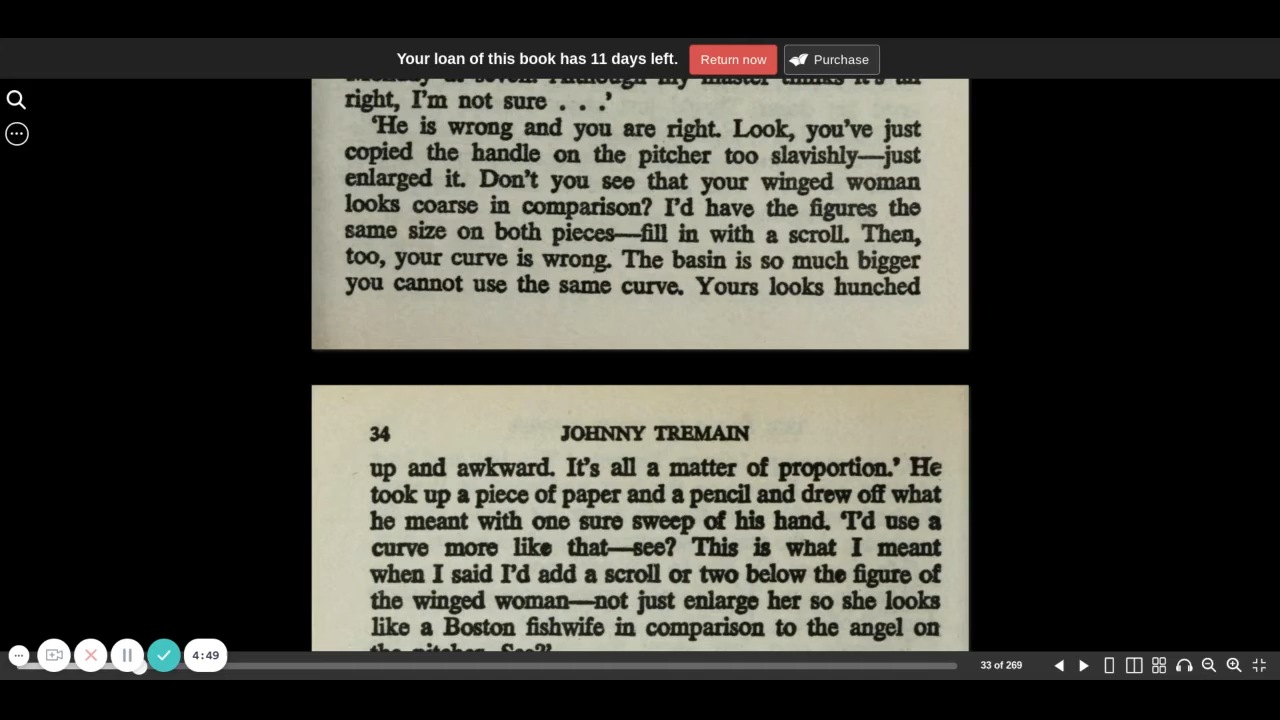 Your loan of this book has 11 days left. Return now Purchase
right, I'm not sure . . .'
'He is wrong and you are right. Look, you've just
copied the handle on the pitcher too slavishly—just
enlarged it. Don't you see that your winged woman
looks coarse in comparison? I'd have the figures the
same size on both pieces—fill in with a scroll. Then,
too, your curve is wrong. The basin is so much bigger
you cannot use the same curve. Yours looks hunched
34 JOHNNY TREMAIN
up and awkward. It's all a matter of proportion.' He
took up a piece of paper and a pencil and drew off what
he meant with one sure sweep of his hand. 'I'd use a
curve more like that—see? This is what I meant
when I said I'd add a scroll or two below the figure of
the winged woman—not just enlarge her so she looks
like a Boston fishwife in comparison to the angel on
the pitcher. See?'
4:49
33 of 269